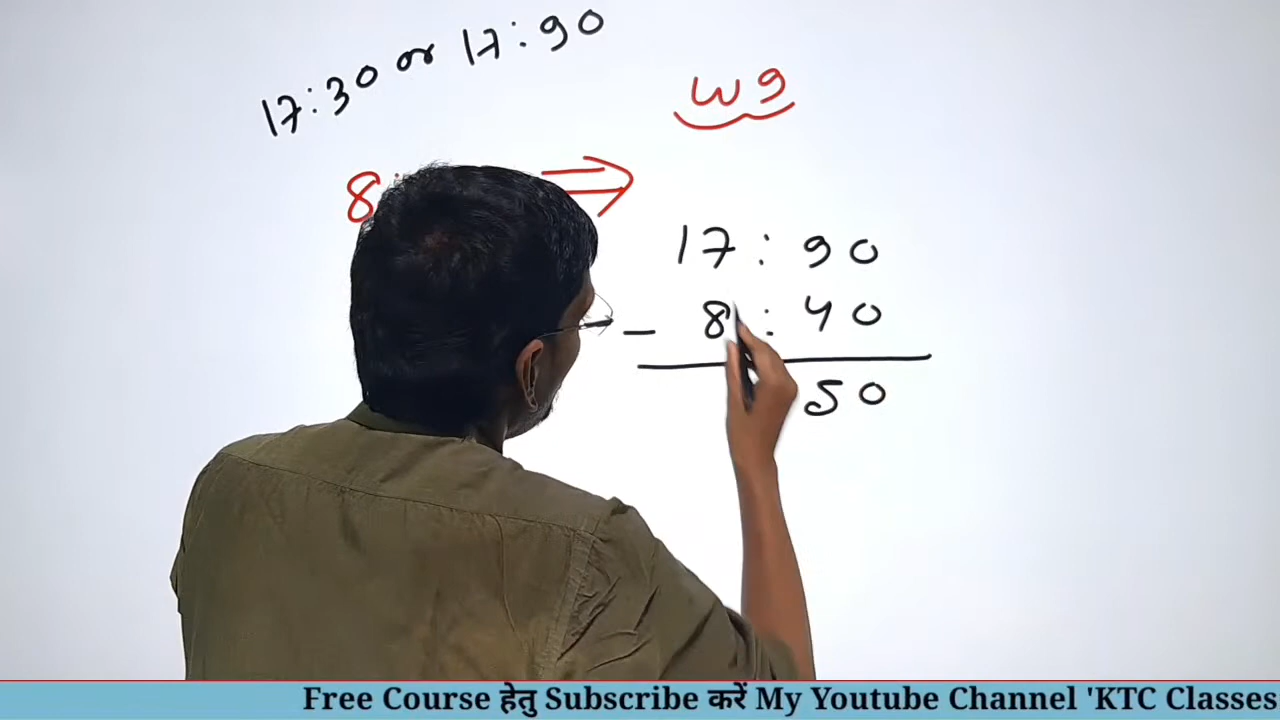 17:30 or 17:90
w9
8
17:90
- 8:40
50
Free Course हेतु Subscribe करें My Youtube Channel 'KTC Classes